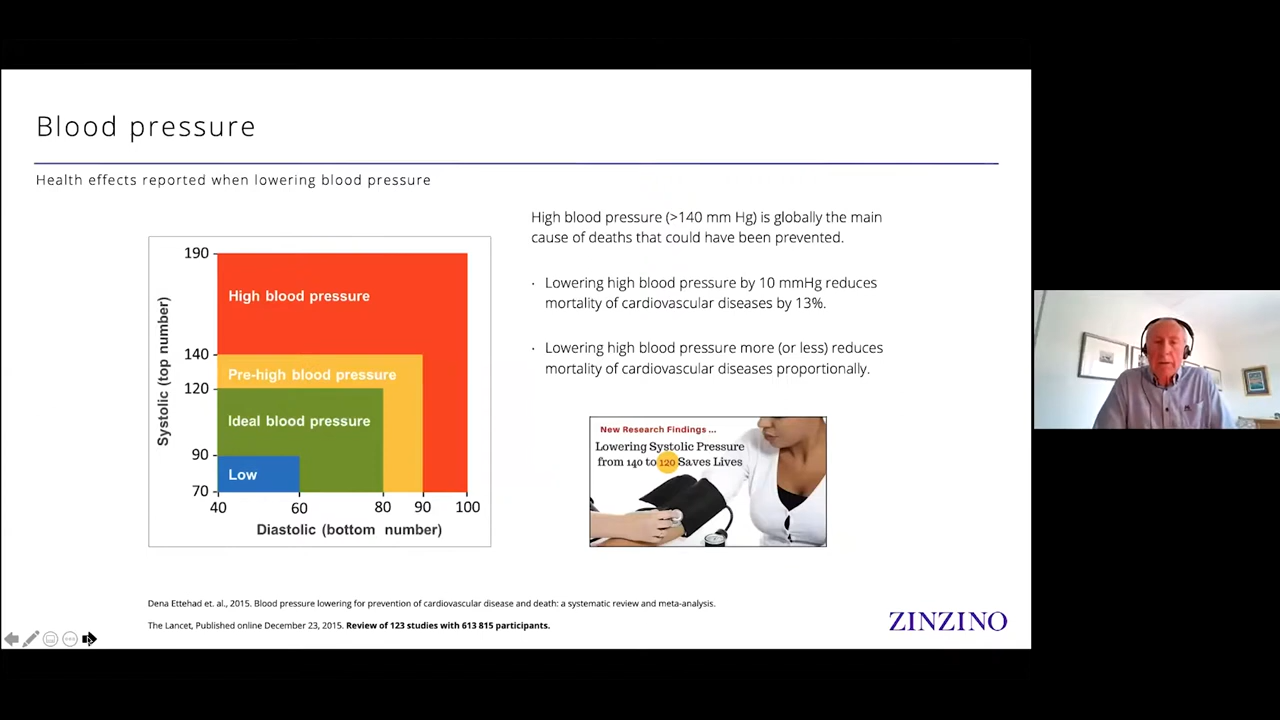 Blood pressure
Health effects reported when lowering blood pressure
190
140
120
90
70
Systolic (top number)
High blood pressure
Pre-high blood pressure
Ideal blood pressure
Low
40
60
80
90
100
Diastolic (bottom number)
High blood pressure (>140 mm Hg) is globally the main
cause of deaths that could have been prevented.
· Lowering high blood pressure by 10 mmHg reduces
mortality of cardiovascular diseases by 13%.
· Lowering high blood pressure more (or less) reduces
mortality of cardiovascular diseases proportionally.
New Research Findings ...
Lowering Systolic Pressure
from 140 to 120 Saves Lives
Dena Ettehad et. al., 2015. Blood pressure lowering for prevention of cardiovascular disease and death: a systematic review and meta-analysis.
The Lancet, Published online December 23, 2015. Review of 123 studies with 613 815 participants.
ZINZINO